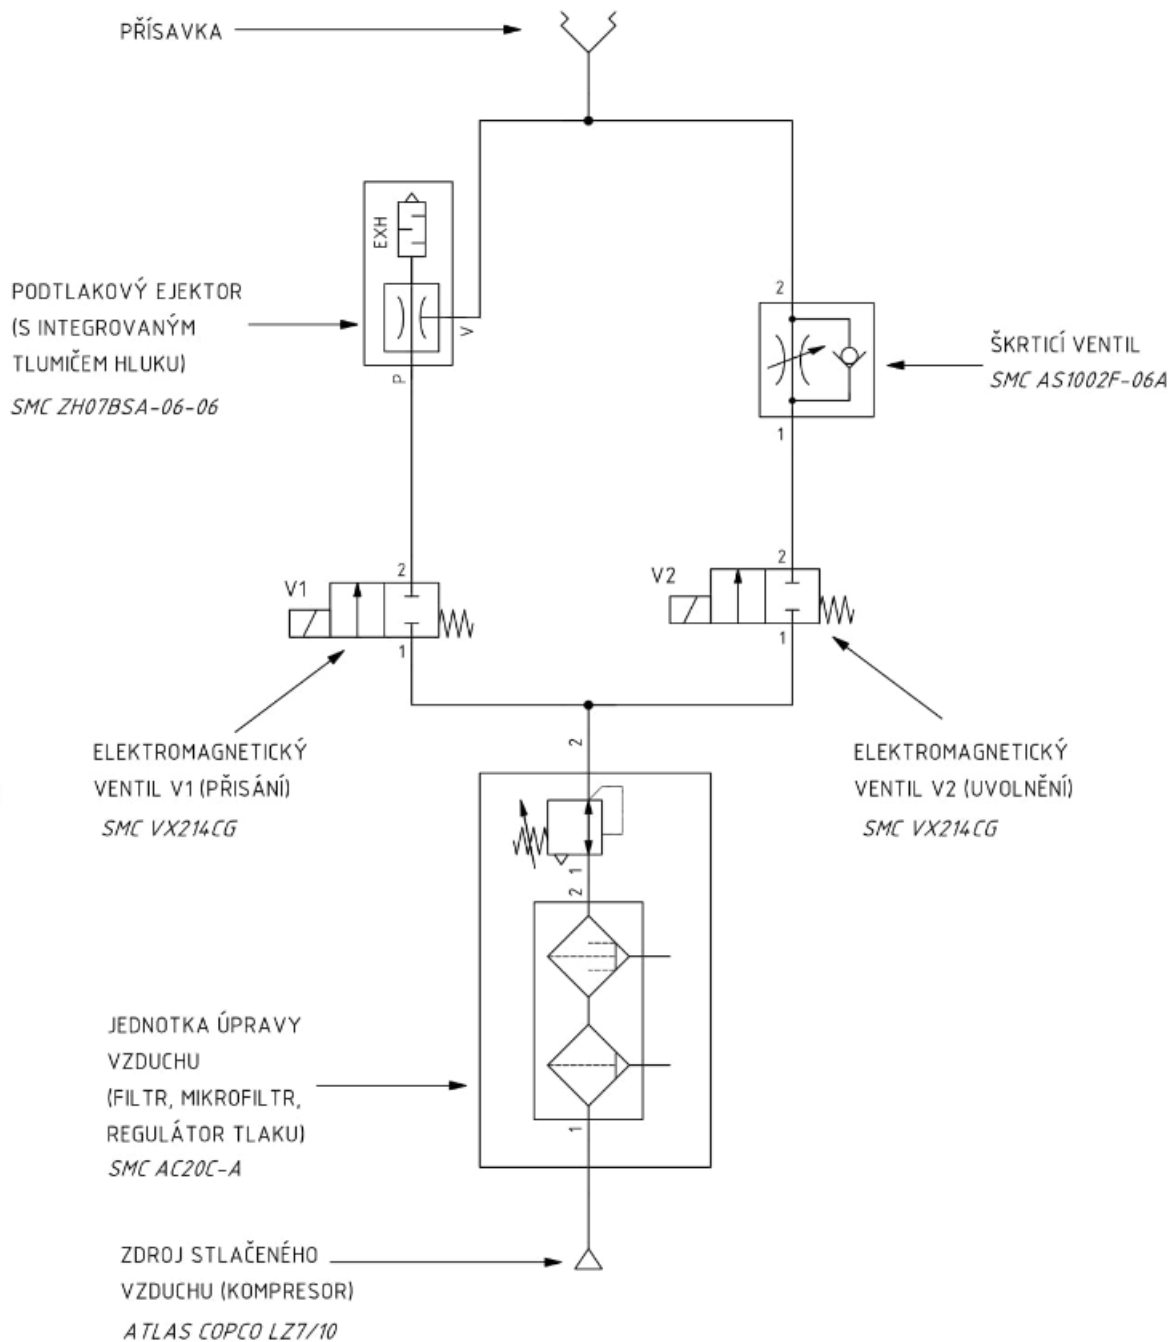 PŘÍSAVKA
EXH
V
P
PODTLAKOVÝ EJEKTOR
(S INTEGROVANÝM
TLUMIČEM HLUKU)
SMC ZH07BSA-06-06
2
1
ŠKRTICÍ VENTIL
SMC AS1002F-06A
V1
2
1
V2
2
1
ELEKTROMAGNETICKÝ
VENTIL V1 (PŘISÁNÍ)
SMC VX214CG
ELEKTROMAGNETICKÝ
VENTIL V2 (UVOLNĚNÍ)
SMC VX214CG
2
1
2
1
JEDNOTKA ÚPRAVY
VZDUCHU
(FILTR, MIKROFILTR,
REGULÁTOR TLAKU)
SMC AC20C-A
ZDROJ STLAČENÉHO
VZDUCHU (KOMPRESOR)
ATLAS COPCO LZ7/10